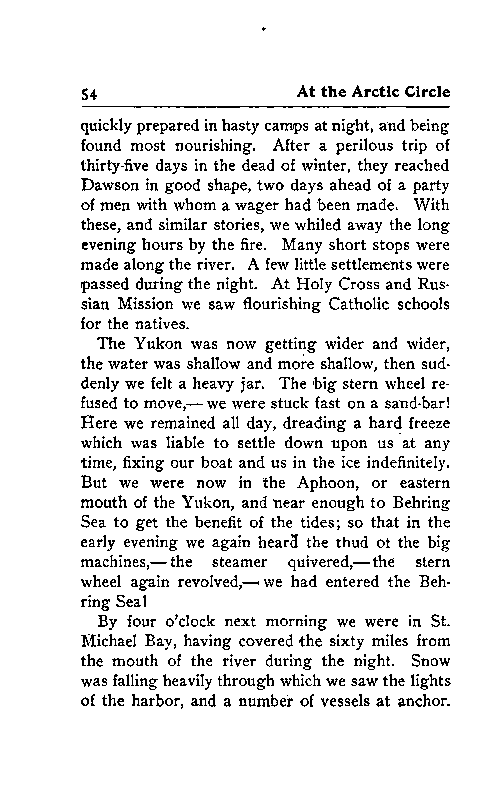 54 At the Arctic Circle
quickly prepared in hasty camps at night, and being
found most nourishing. After a perilous trip of
thirty-five days in the dead of winter, they reached
Dawson in good shape, two days ahead of a party
of men with whom a wager had been made. With
these, and similar stories, we whiled away the long
evening hours by the fire. Many short stops were
made along the river. A few little settlements were
passed during the night. At Holy Cross and Rus-
sian Mission we saw flourishing Catholic schools
for the natives.
The Yukon was now getting wider and wider,
the water was shallow and more shallow, then sud-
denly we felt a heavy jar. The big stern wheel re-
fused to move,— we were stuck fast on a sand-bar!
Here we remained all day, dreading a hard freeze
which was liable to settle down upon us at any
time, fixing our boat and us in the ice indefinitely.
But we were now in the Aphoon, or eastern
mouth of the Yukon, and near enough to Behring
Sea to get the benefit of the tides; so that in the
early evening we again heard the thud of the big
machines,— the steamer quivered,— the stern
wheel again revolved,— we had entered the Beh-
ring Sea!
By four o'clock next morning we were in St.
Michael Bay, having covered the sixty miles from
the mouth of the river during the night. Snow
was falling heavily through which we saw the lights
of the harbor, and a number of vessels at anchor.